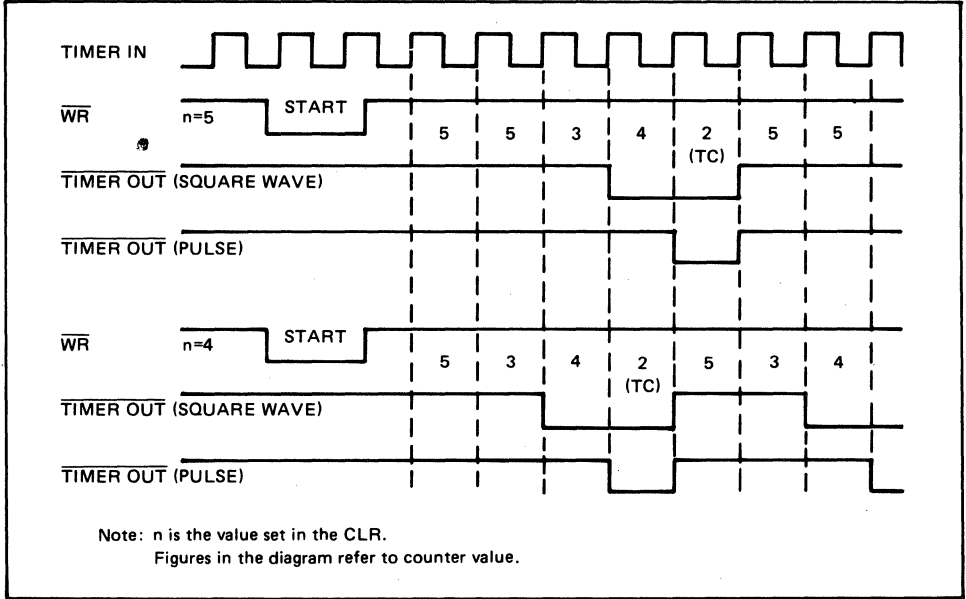 TIMER IN
WR n=5 START
5 5 3 4 2 (TC) 5 5
TIMER OUT (SQUARE WAVE)
TIMER OUT (PULSE)
WR n=4 START
5 3 4 2 (TC) 5 3 4
TIMER OUT (SQUARE WAVE)
TIMER OUT (PULSE)
Note: n is the value set in the CLR.
Figures in the diagram refer to counter value.